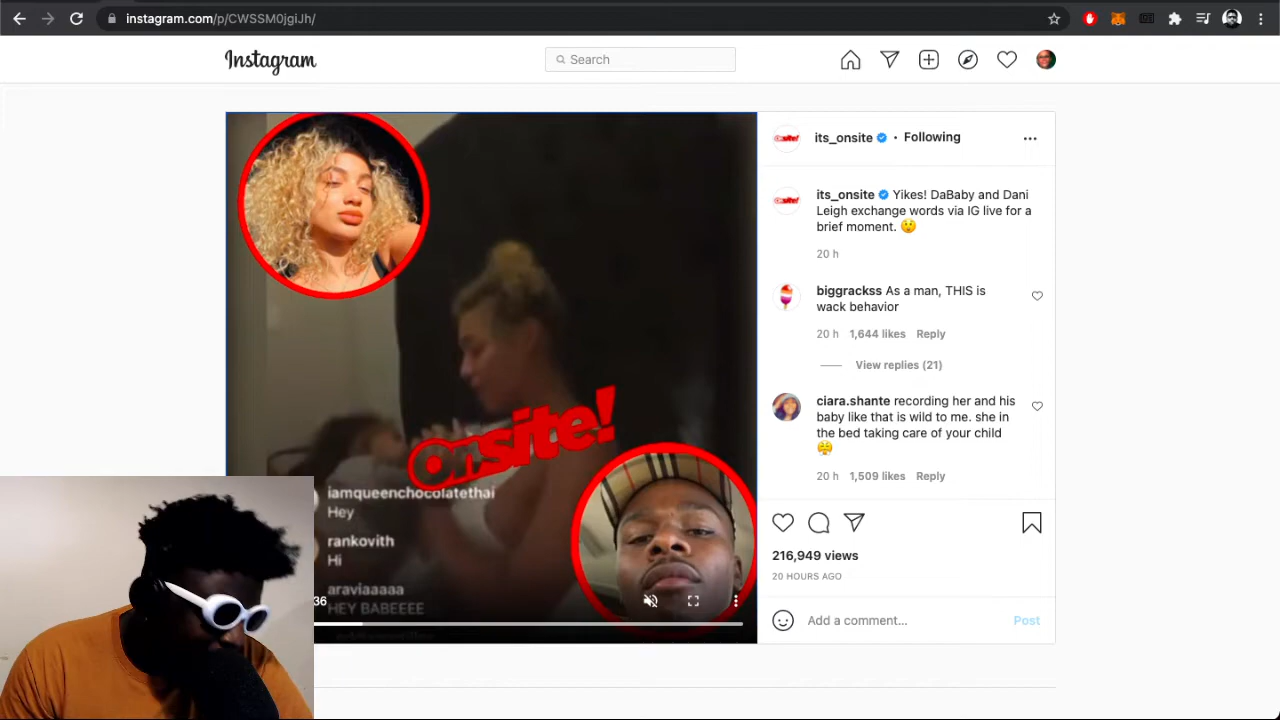 instagram.com/p/CWSSM0jgiJh/
Instagram
Search
its_onsite • Following
its_onsite Yikes! DaBaby and Dani
Leigh exchange words via IG live for a
brief moment. 😲
20 h
biggrackss As a man, THIS is
wack behavior
20 h 1,644 likes Reply
View replies (21)
ciara.shante recording her and his
baby like that is wild to me. she in
the bed taking care of your child
😤
20 h 1,509 likes Reply
Onsite!
iamqueenchocolatethai
Hey
rankovith
Hi
araviaaaaa
HEY BABEEEE
36
216,949 views
20 HOURS AGO
Add a comment... Post